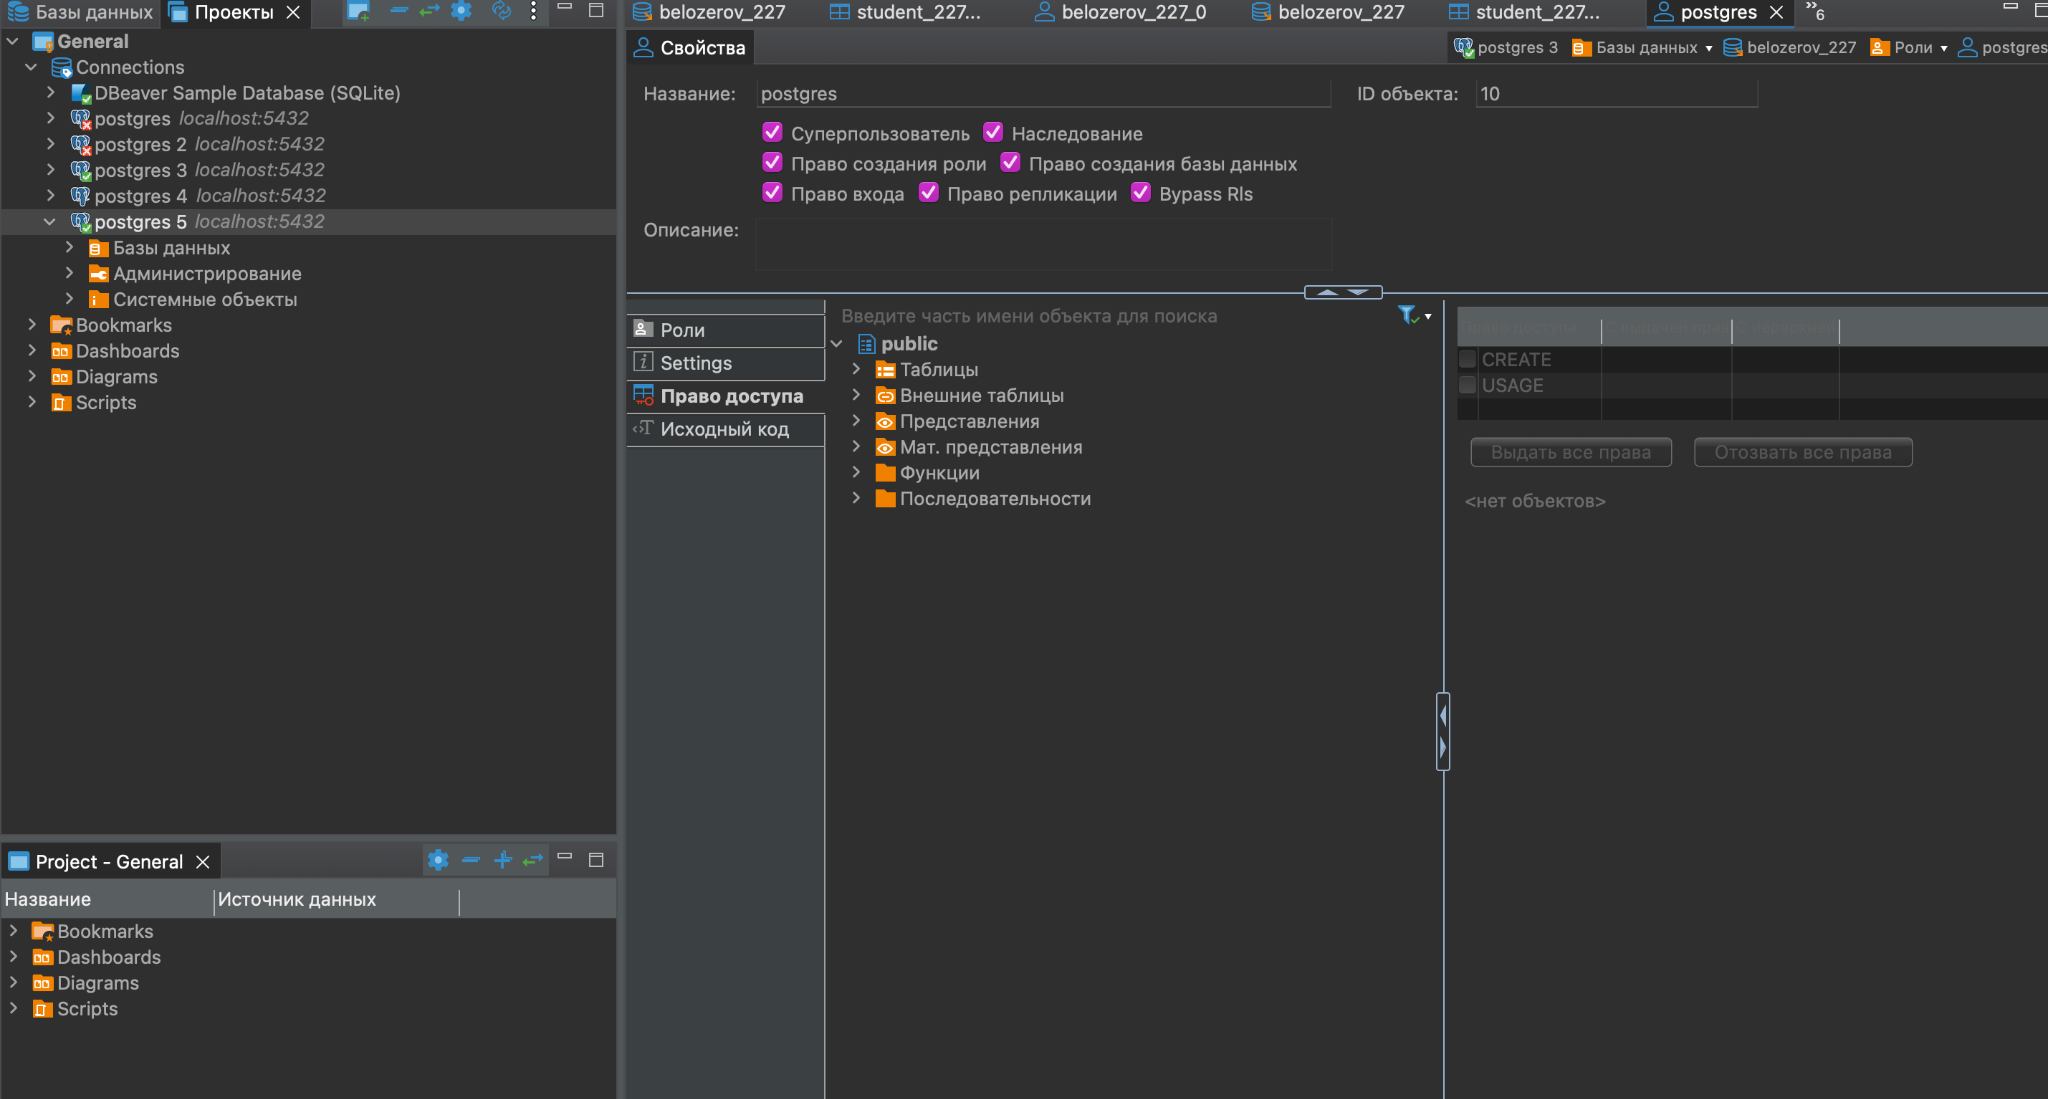 Базы данных
Проекты
General
Connections
DBeaver Sample Database (SQLite)
postgres localhost:5432
postgres 2 localhost:5432
postgres 3 localhost:5432
postgres 4 localhost:5432
postgres 5 localhost:5432
Базы данных
Администрирование
Системные объекты
Bookmarks
Dashboards
Diagrams
Scripts
Project - General
Название Источник данных
Bookmarks
Dashboards
Diagrams
Scripts
belozerov_227 student_227... belozerov_227_0 belozerov_227 student_227... postgres »6
Свойства
postgres 3 Базы данных belozerov_227 Роли postgres
Название: postgres ID объекта: 10
Суперпользователь Наследование
Право создания роли Право создания базы данных
Право входа Право репликации Bypass Rls
Описание:
Роли
Settings
Право доступа
Исходный код
Введите часть имени объекта для поиска
public
Таблицы
Внешние таблицы
Представления
Мат. представления
Функции
Последовательности
CREATE
USAGE
Выдать все права Отозвать все права
<нет объектов>